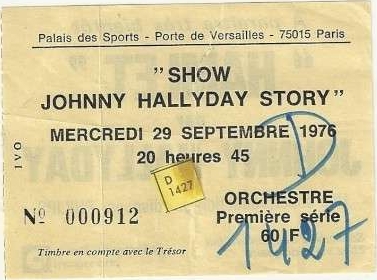 Palais des Sports - Porte de Versailles - 75015 Paris
"SHOW
JOHNNY HALLYDAY STORY"
MERCREDI 29 SEPTEMBRE 1976
20 heures 45
IVO
D
1427
D
ORCHESTRE
Première série
60 F
Nº 000912
1427
Timbre en compte avec le Trésor